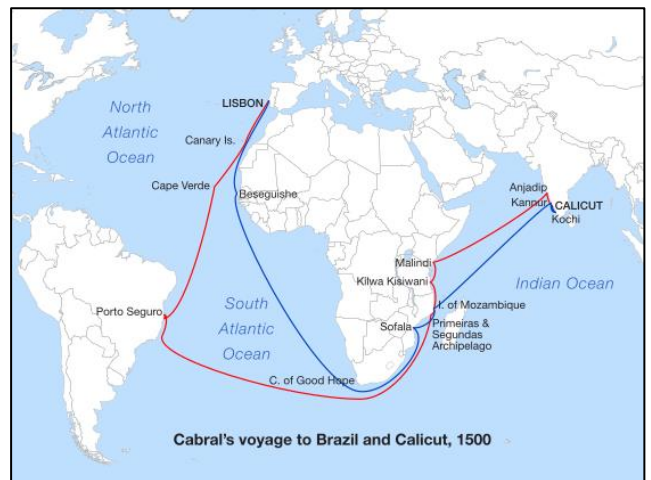 North
Atlantic
Ocean
LISBON
Canary Is.
Cape Verde
Beseguishe
Anjadip
Kannur
CALICUT
Kochi
Malindi
Kilwa Kisiwani
Indian Ocean
I. of Mozambique
Porto Seguro
South
Atlantic
Ocean
Sofala
Primeiras &
Segundas
Archipelago
C. of Good Hope
Cabral's voyage to Brazil and Calicut, 1500